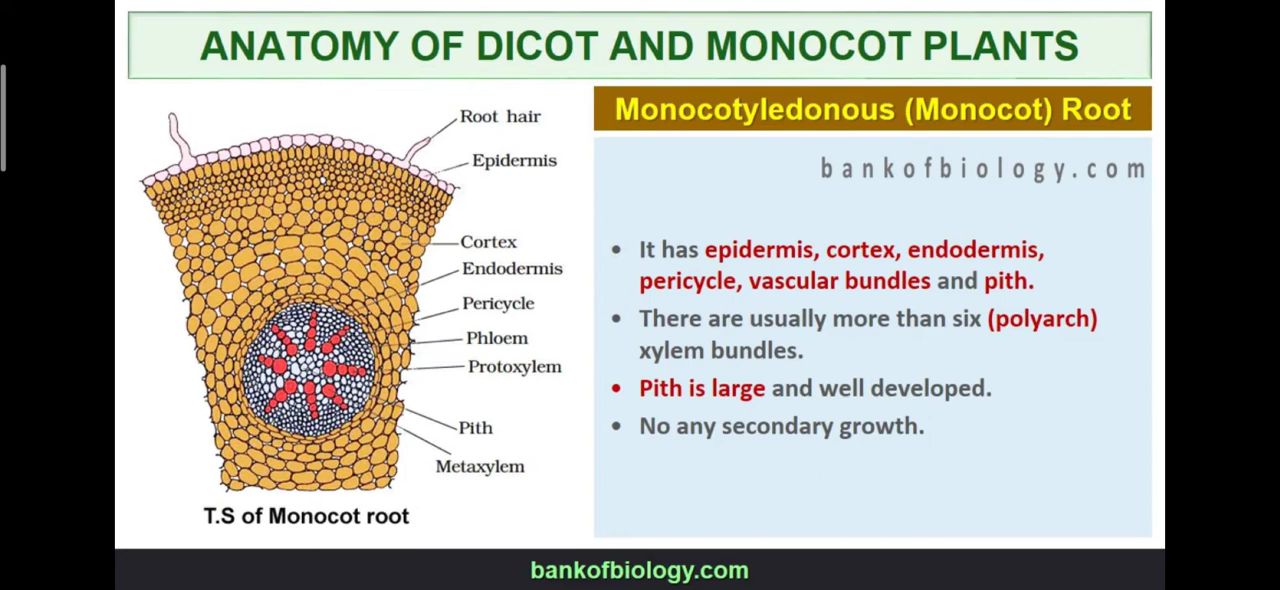 ANATOMY OF DICOT AND MONOCOT PLANTS
Root hair
Epidermis
Cortex
Endodermis
Pericycle
Phloem
Protoxylem
Pith
Metaxylem
T.S of Monocot root
Monocotyledonous (Monocot) Root
bankofbiology.com
• It has epidermis, cortex, endodermis,
pericycle, vascular bundles and pith.
• There are usually more than six (polyarch)
xylem bundles.
• Pith is large and well developed.
• No any secondary growth.
bankofbiology.com